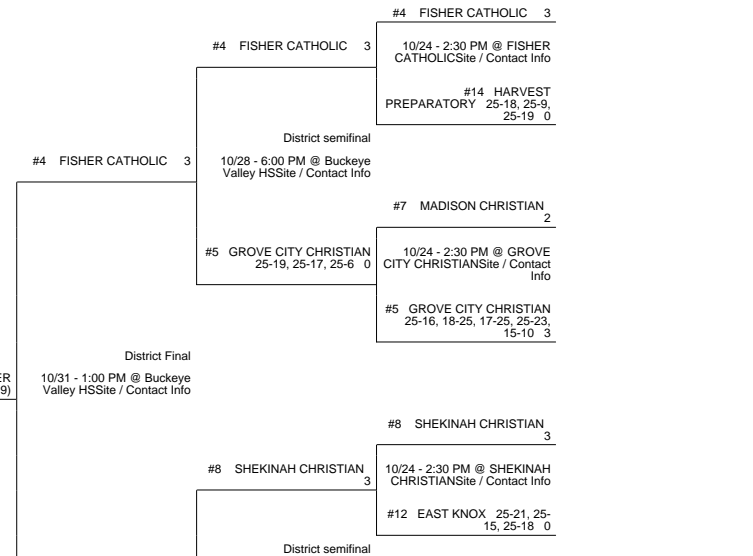 #4 FISHER CATHOLIC 3
#4 FISHER CATHOLIC 3
10/24 - 2:30 PM @ FISHER
CATHOLICSite / Contact Info
#14 HARVEST
PREPARATORY 25-18, 25-9,
25-19 0
District semifinal
#4 FISHER CATHOLIC 3
10/28 - 6:00 PM @ Buckeye
Valley HSSite / Contact Info
#7 MADISON CHRISTIAN
2
#5 GROVE CITY CHRISTIAN
25-19, 25-17, 25-6 0
10/24 - 2:30 PM @ GROVE
CITY CHRISTIANSite / Contact
Info
#5 GROVE CITY CHRISTIAN
25-16, 18-25, 17-25, 25-23,
15-10 3
District Final
ER
9)
10/31 - 1:00 PM @ Buckeye
Valley HSSite / Contact Info
#8 SHEKINAH CHRISTIAN
3
#8 SHEKINAH CHRISTIAN
3
10/24 - 2:30 PM @ SHEKINAH
CHRISTIANSite / Contact Info
#12 EAST KNOX 25-21, 25-
15, 25-18 0
District semifinal